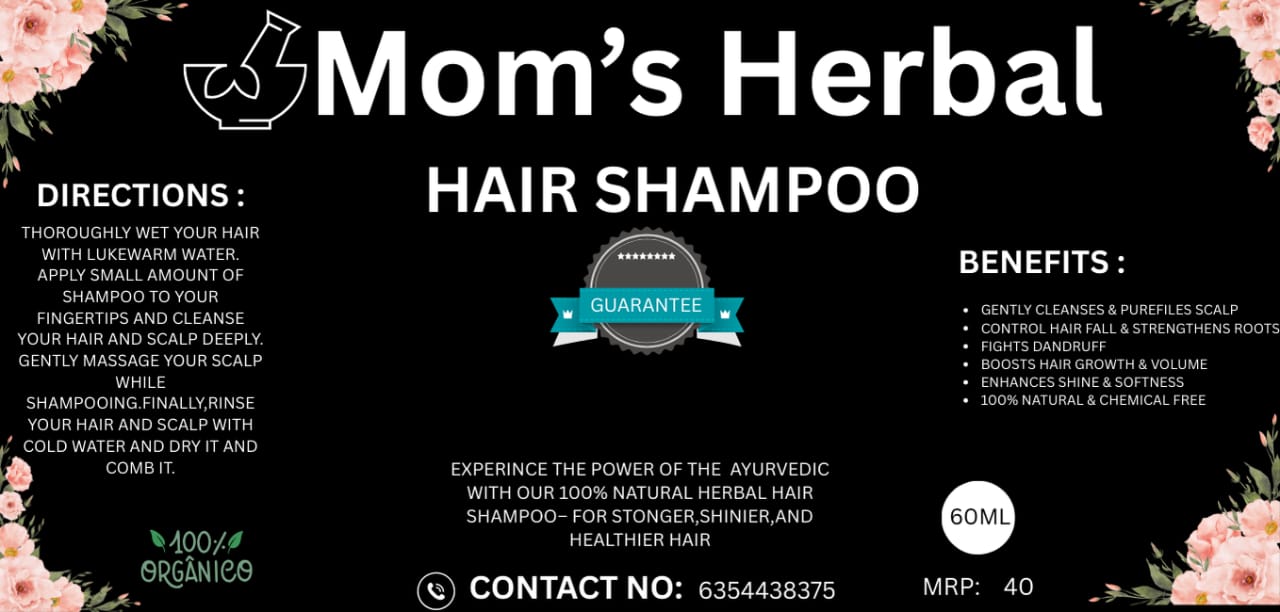 Mom's Herbal
HAIR SHAMPOO
DIRECTIONS :
THOROUGHLY WET YOUR HAIR
WITH LUKEWARM WATER.
APPLY SMALL AMOUNT OF
SHAMPOO TO YOUR
FINGERTIPS AND CLEANSE
YOUR HAIR AND SCALP DEEPLY.
GENTLY MASSAGE YOUR SCALP
WHILE
SHAMPOOING.FINALLY,RINSE
YOUR HAIR AND SCALP WITH
COLD WATER AND DRY IT AND
COMB IT.
100%
ORGÂNICO
GUARANTEE
EXPERINCE THE POWER OF THE AYURVEDIC
WITH OUR 100% NATURAL HERBAL HAIR
SHAMPOO– FOR STONGER,SHINIER,AND
HEALTHIER HAIR
CONTACT NO: 6354438375
BENEFITS :
• GENTLY CLEANSES & PUREFILES SCALP
• CONTROL HAIR FALL & STRENGTHENS ROOTS
• FIGHTS DANDRUFF
• BOOSTS HAIR GROWTH & VOLUME
• ENHANCES SHINE & SOFTNESS
• 100% NATURAL & CHEMICAL FREE
60ML
MRP: 40